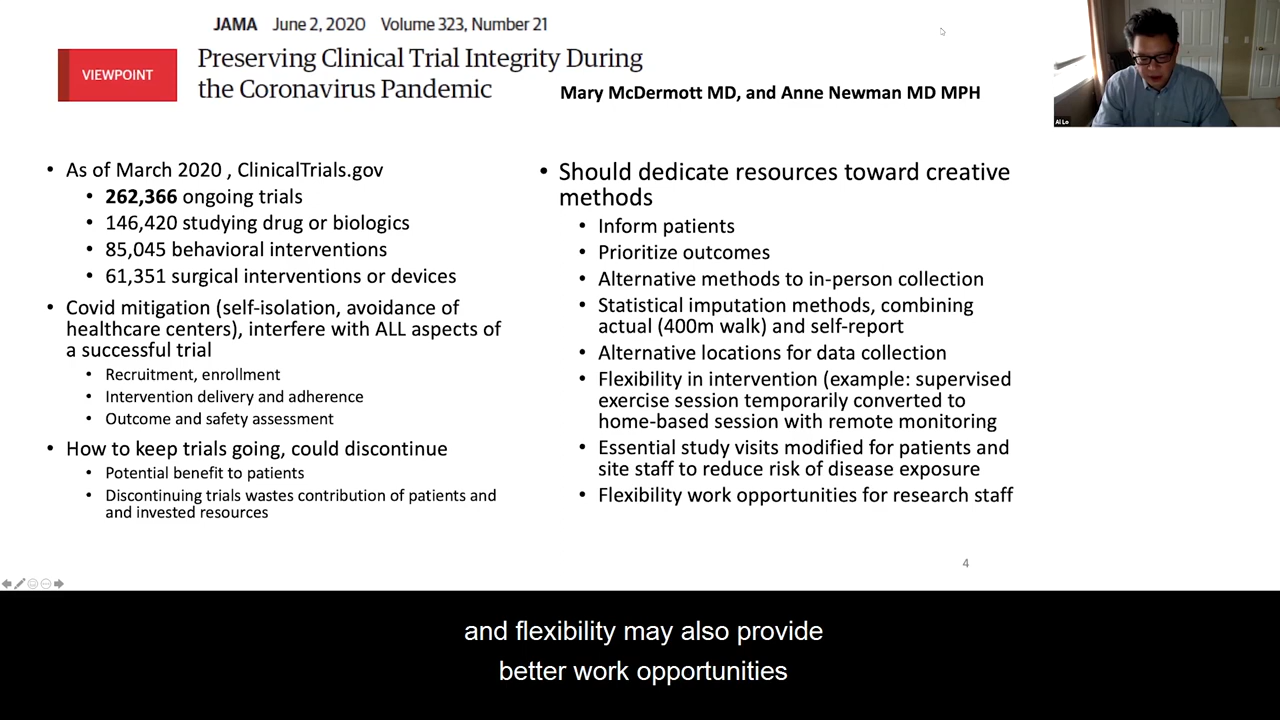 JAMA June 2, 2020 Volume 323, Number 21
VIEWPOINT
Preserving Clinical Trial Integrity During
the Coronavirus Pandemic
Mary McDermott MD, and Anne Newman MD MPH
Al Lo
• As of March 2020 , ClinicalTrials.gov
• 262,366 ongoing trials
• 146,420 studying drug or biologics
• 85,045 behavioral interventions
• 61,351 surgical interventions or devices
• Covid mitigation (self-isolation, avoidance of
healthcare centers), interfere with ALL aspects of
a successful trial
• Recruitment, enrollment
• Intervention delivery and adherence
• Outcome and safety assessment
• How to keep trials going, could discontinue
• Potential benefit to patients
• Discontinuing trials wastes contribution of patients and
and invested resources
• Should dedicate resources toward creative
methods
• Inform patients
• Prioritize outcomes
• Alternative methods to in-person collection
• Statistical imputation methods, combining
actual (400m walk) and self-report
• Alternative locations for data collection
• Flexibility in intervention (example: supervised
exercise session temporarily converted to
home-based session with remote monitoring
• Essential study visits modified for patients and
site staff to reduce risk of disease exposure
• Flexibility work opportunities for research staff
4
and flexibility may also provide
better work opportunities